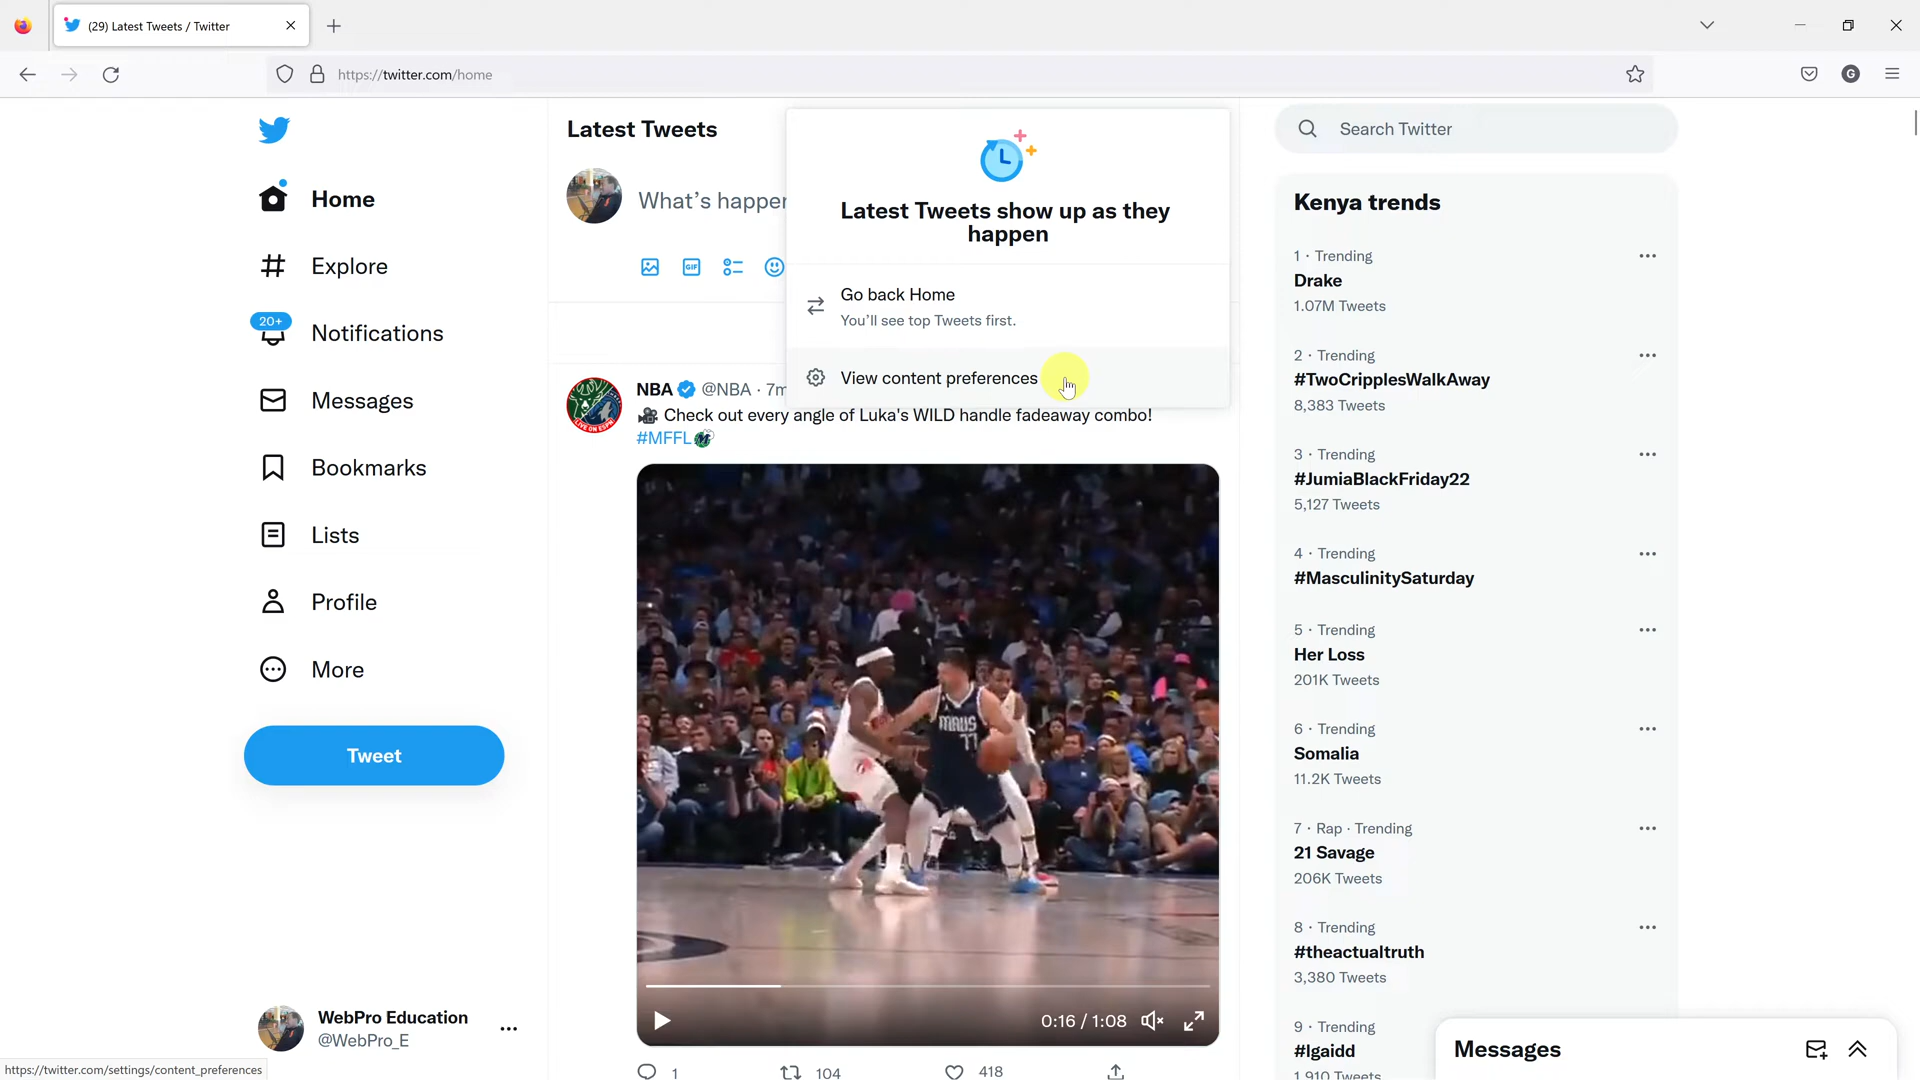 (29) Latest Tweets / Twitter
https://twitter.com/home
G
Home
Explore
20+
Notifications
Messages
Bookmarks
Lists
Profile
More
Tweet
WebPro Education
@WebPro_E
https://twitter.com/settings/content_preferences
Latest Tweets
What's happen
GIF
Latest Tweets show up as they
happen
Go back Home
You'll see top Tweets first.
View content preferences
NBA @NBA · 7m
Check out every angle of Luka's WILD handle fadeaway combo!
#MFFL
MAVS
77
0:16 / 1:08
1 104 418
Search Twitter
Kenya trends
1 · Trending
Drake
1.07M Tweets
2 · Trending
#TwoCripplesWalkAway
8,383 Tweets
3 · Trending
#JumiaBlackFriday22
5,127 Tweets
4 · Trending
#MasculinitySaturday
5 · Trending
Her Loss
201K Tweets
6 · Trending
Somalia
11.2K Tweets
7 · Rap · Trending
21 Savage
206K Tweets
8 · Trending
#theactualtruth
3,380 Tweets
9 · Trending
#Igaidd
1,910 Tweets
Messages